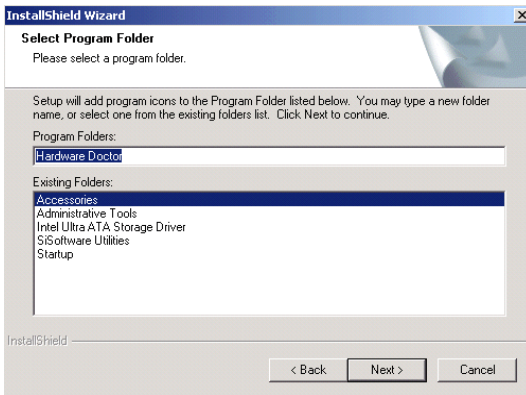 InstallShield Wizard
Select Program Folder
Please select a program folder.
Setup will add program icons to the Program Folder listed below. You may type a new folder
name, or select one from the existing folders list. Click Next to continue.
Program Folders:
Hardware Doctor
Existing Folders:
Accessories
Administrative Tools
Intel Ultra ATA Storage Driver
SiSoftware Utilities
Startup
InstallShield
< Back
Next >
Cancel